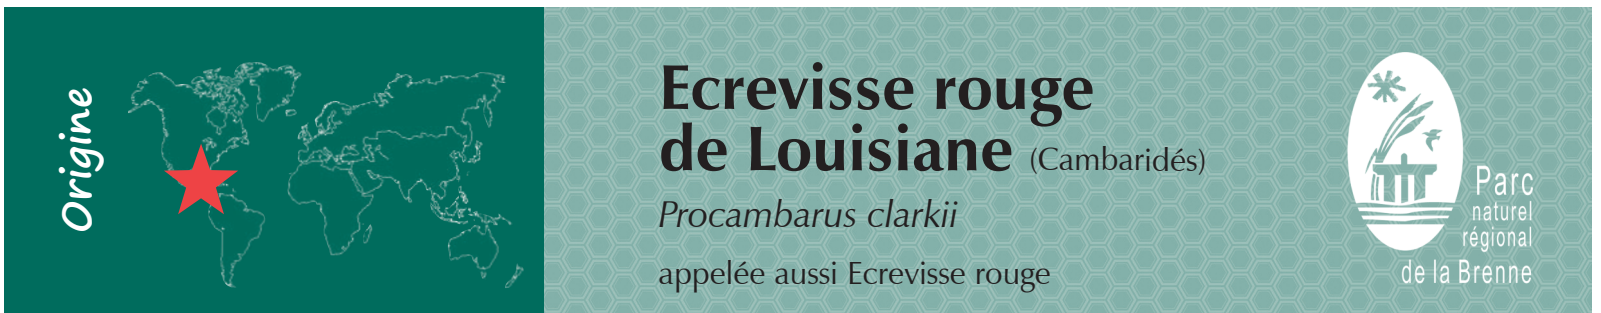 Origine
Ecrevisse rouge
de Louisiane (Cambaridés)
Procambarus clarkii
appelée aussi Ecrevisse rouge
Parc
naturel
régional
de la Brenne